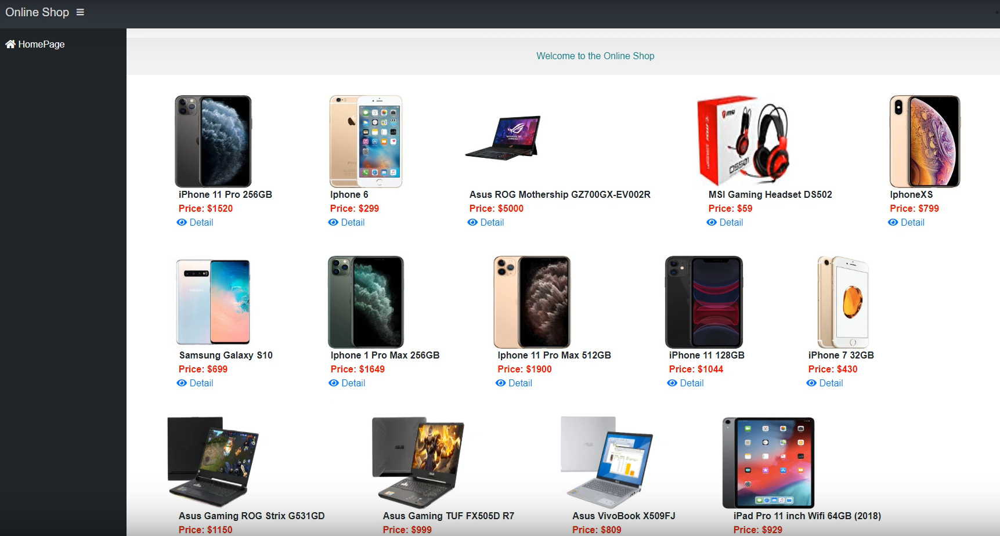 Online Shop
HomePage
Welcome to the Online Shop
iPhone 11 Pro 256GB
Price: $1520
Detail
Iphone 6
Price: $299
Detail
Asus ROG Mothership GZ700GX-EV002R
Price: $5000
Detail
MSI Gaming Headset DS502
Price: $59
Detail
IphoneXS
Price: $799
Detail
Samsung Galaxy S10
Price: $699
Detail
Iphone 1 Pro Max 256GB
Price: $1649
Detail
Iphone 11 Pro Max 512GB
Price: $1900
Detail
iPhone 11 128GB
Price: $1044
Detail
iPhone 7 32GB
Price: $430
Detail
Asus Gaming ROG Strix G531GD
Price: $1150
Asus Gaming TUF FX505D R7
Price: $999
Asus VivoBook X509FJ
Price: $809
iPad Pro 11 inch Wifi 64GB (2018)
Price: $929